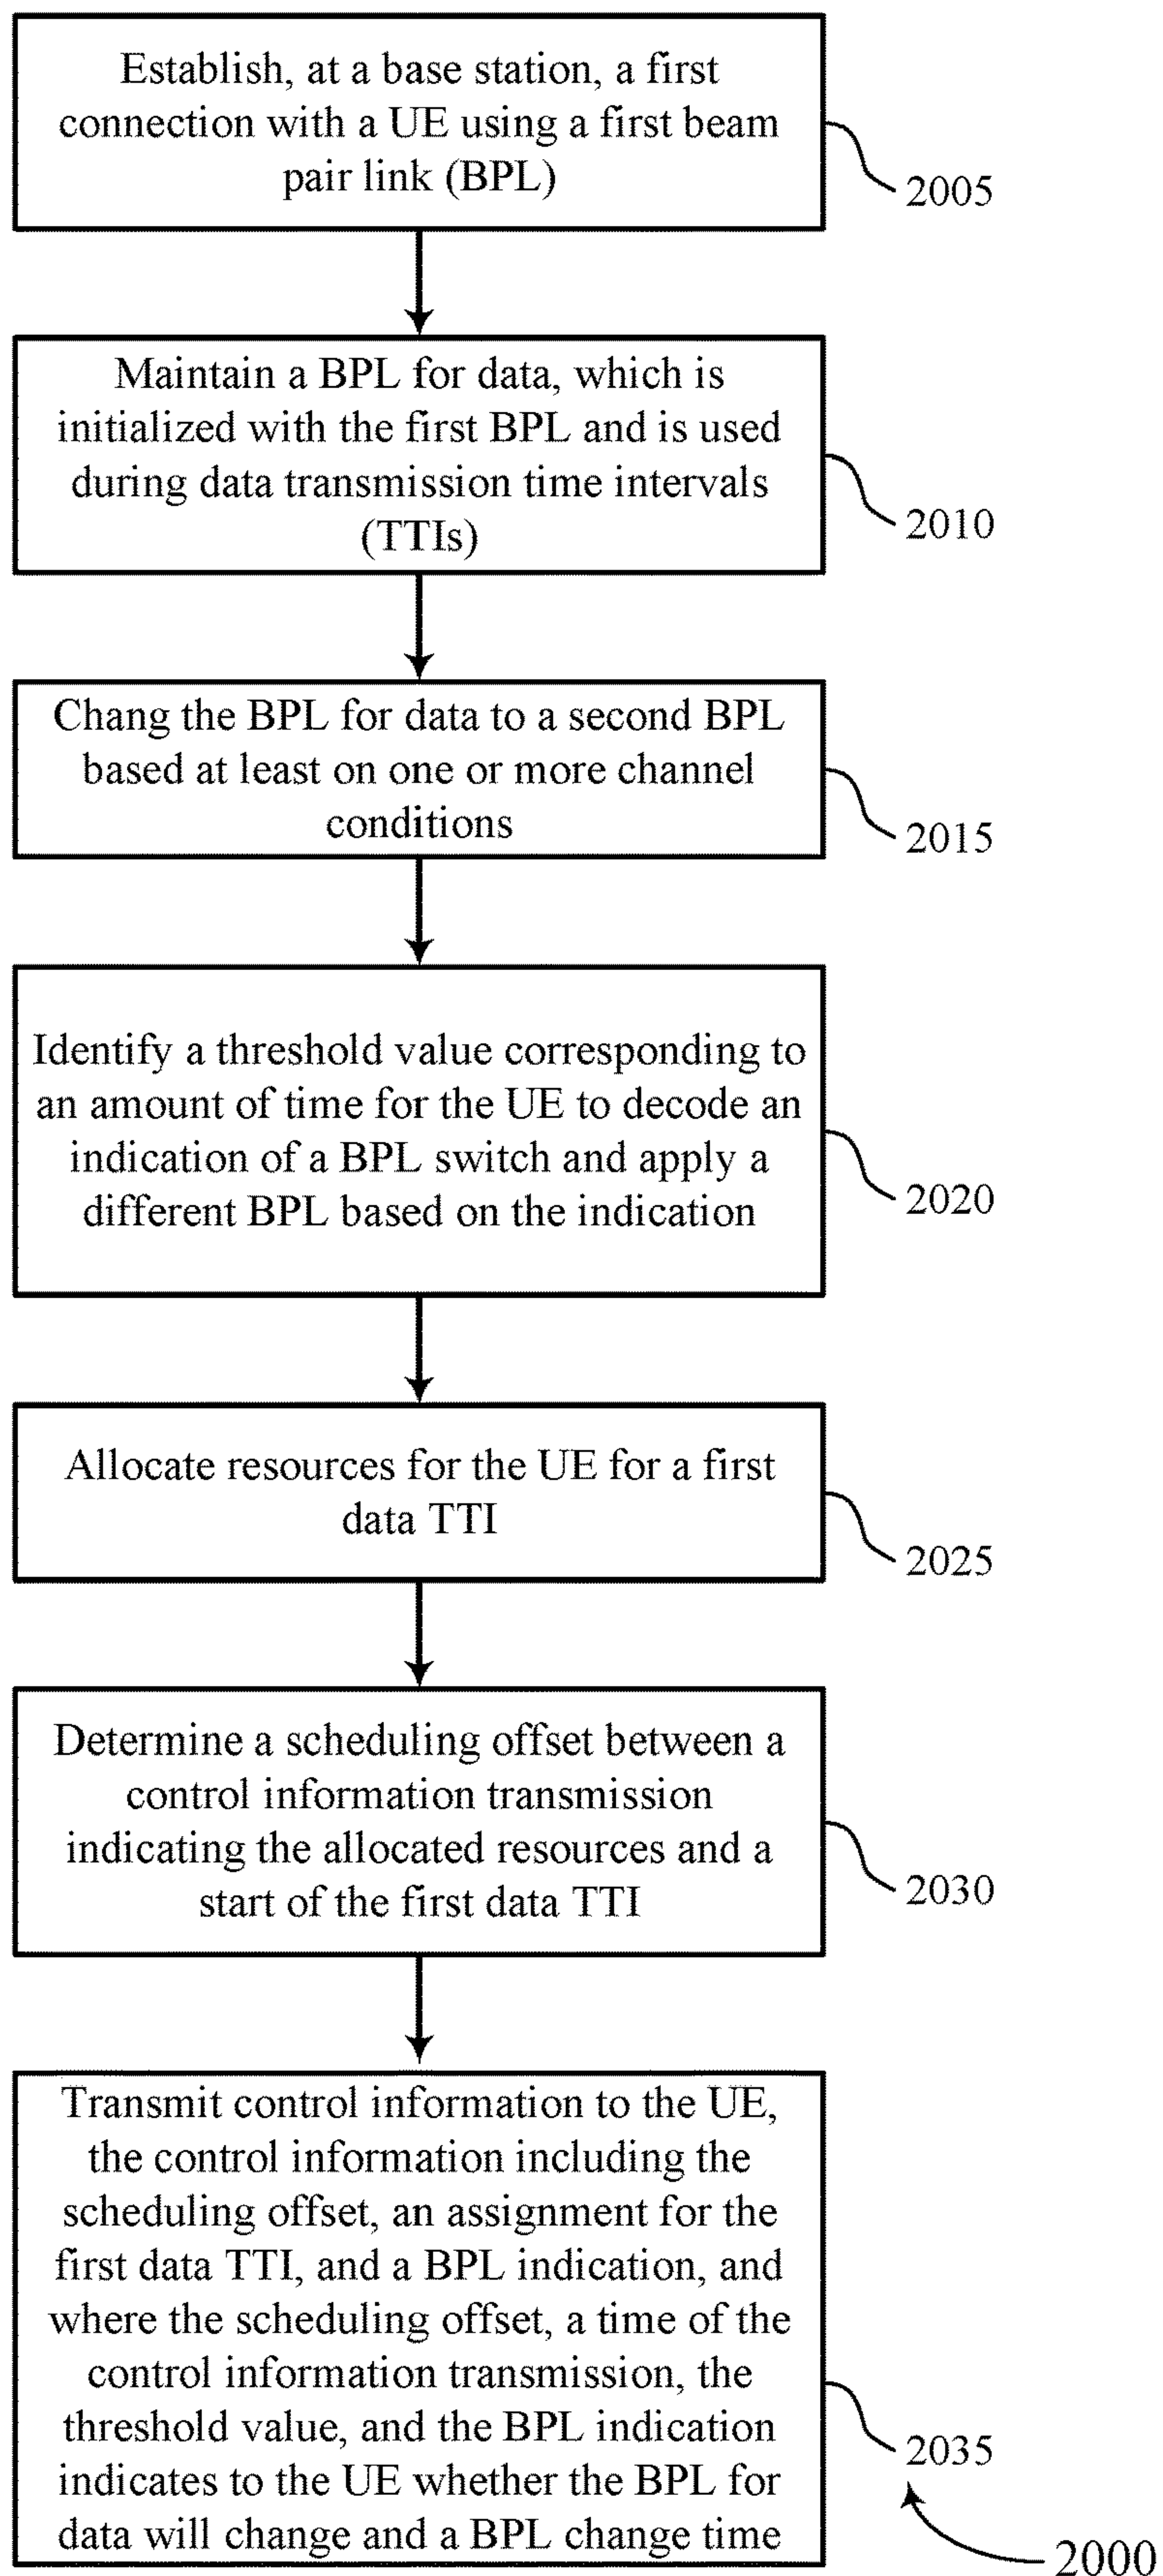 Establish, at a base station, a first
connection with a UE using a first beam
pair link (BPL)
2005
Maintain a BPL for data, which is
initialized with the first BPL and is used
during data transmission time intervals
(TTIs)
2010
Chang the BPL for data to a second BPL
based at least on one or more channel
conditions
2015
Identify a threshold value corresponding to
an amount of time for the UE to decode an
indication of a BPL switch and apply a
different BPL based on the indication
2020
Allocate resources for the UE for a first
data TTI
2025
Determine a scheduling offset between a
control information transmission
indicating the allocated resources and a
start of the first data TTI
2030
Transmit control information to the UE,
the control information including the
scheduling offset, an assignment for the
first data TTI, and a BPL indication, and
where the scheduling offset, a time of the
control information transmission, the
threshold value, and the BPL indication
indicates to the UE whether the BPL for
data will change and a BPL change time
2035
2000